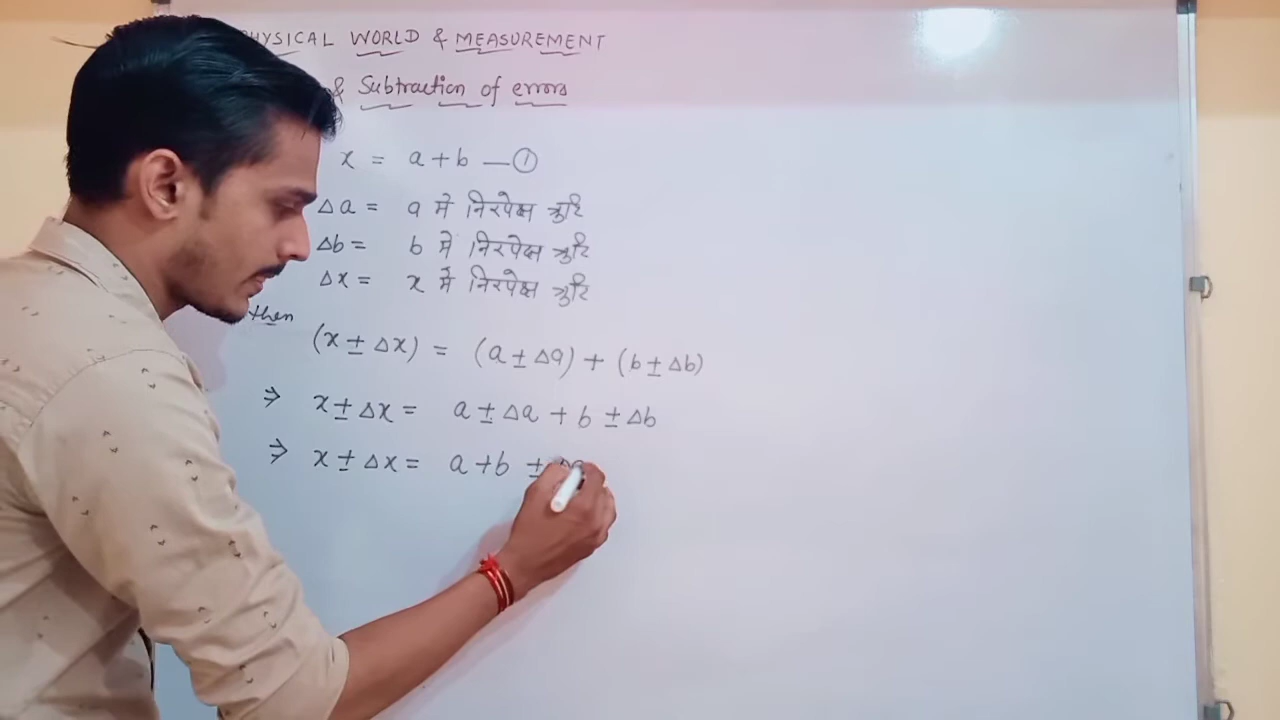 PHYSICAL WORLD & MEASUREMENT
& Subtraction of errors
x = a+b —①
Δa = a में निरपेक्ष त्रुटि
Δb = b में निरपेक्ष त्रुटि
Δx = x में निरपेक्ष त्रुटि
then
(x ± Δx) = (a ± Δa) + (b ± Δb)
⇒ x ± Δx = a ± Δa + b ± Δb
⇒ x ± Δx = a + b ± Δa